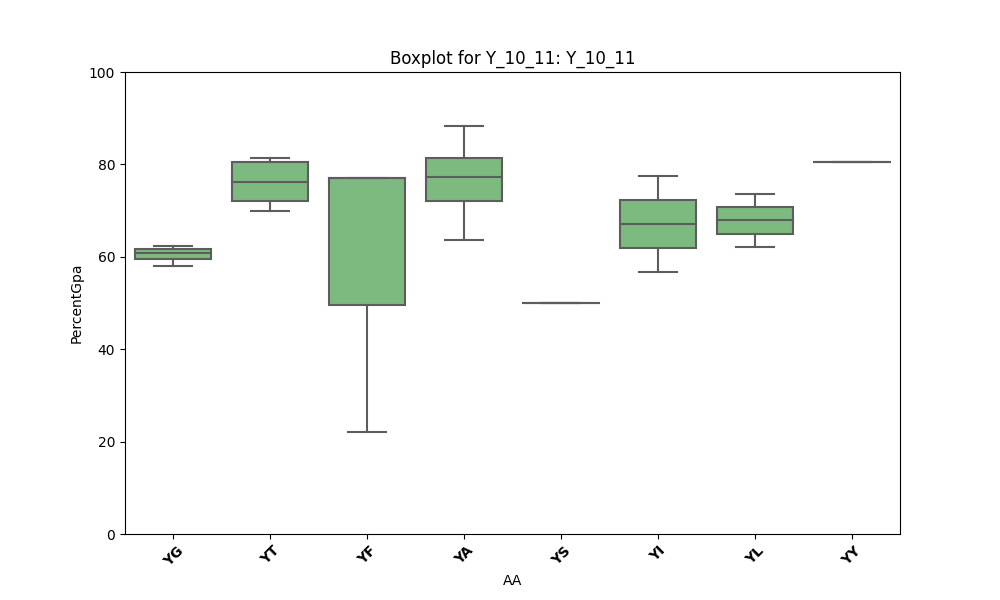 Boxplot for Y_10_11: Y_10_11
100
80
60
40
20
0
PercentGpa
YG
YT
YF
YA
YS
YI
YL
YY
AA